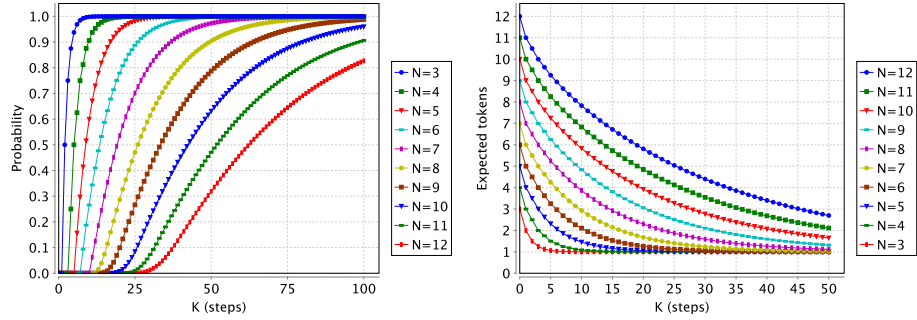 1.0
0.9
0.8
0.7
0.6
0.5
0.4
0.3
0.2
0.1
0.0
Probability
0 25 50 75 100
K (steps)
N=3
N=4
N=5
N=6
N=7
N=8
N=9
N=10
N=11
N=12
12
11
10
9
8
7
6
5
4
3
2
1
0
Expected tokens
0 5 10 15 20 25 30 35 40 45 50
K (steps)
N=12
N=11
N=10
N=9
N=8
N=7
N=6
N=5
N=4
N=3